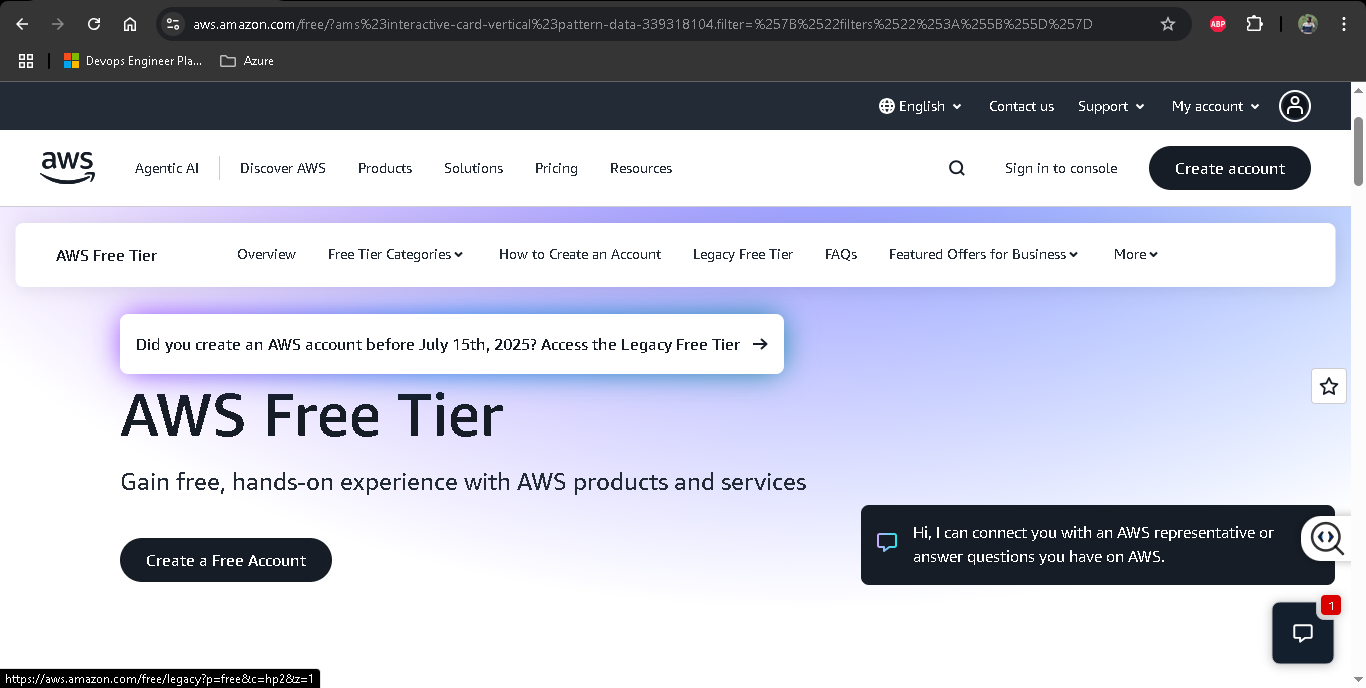 aws.amazon.com/free/?ams%23interactive-card-vertical%23pattern-data-339318104.filter=%257B%2522filters%2522%253A%255B%255D%257D
ABP
Devops Engineer Pla...
Azure
English
Contact us
Support
My account
aws
Agentic AI
Discover AWS
Products
Solutions
Pricing
Resources
Sign in to console
Create account
AWS Free Tier
Overview
Free Tier Categories
How to Create an Account
Legacy Free Tier
FAQs
Featured Offers for Business
More
Did you create an AWS account before July 15th, 2025? Access the Legacy Free Tier →
AWS Free Tier
Gain free, hands-on experience with AWS products and services
Create a Free Account
Hi, I can connect you with an AWS representative or
answer questions you have on AWS.
1
https://aws.amazon.com/free/legacy?p=free&c=hp2&z=1